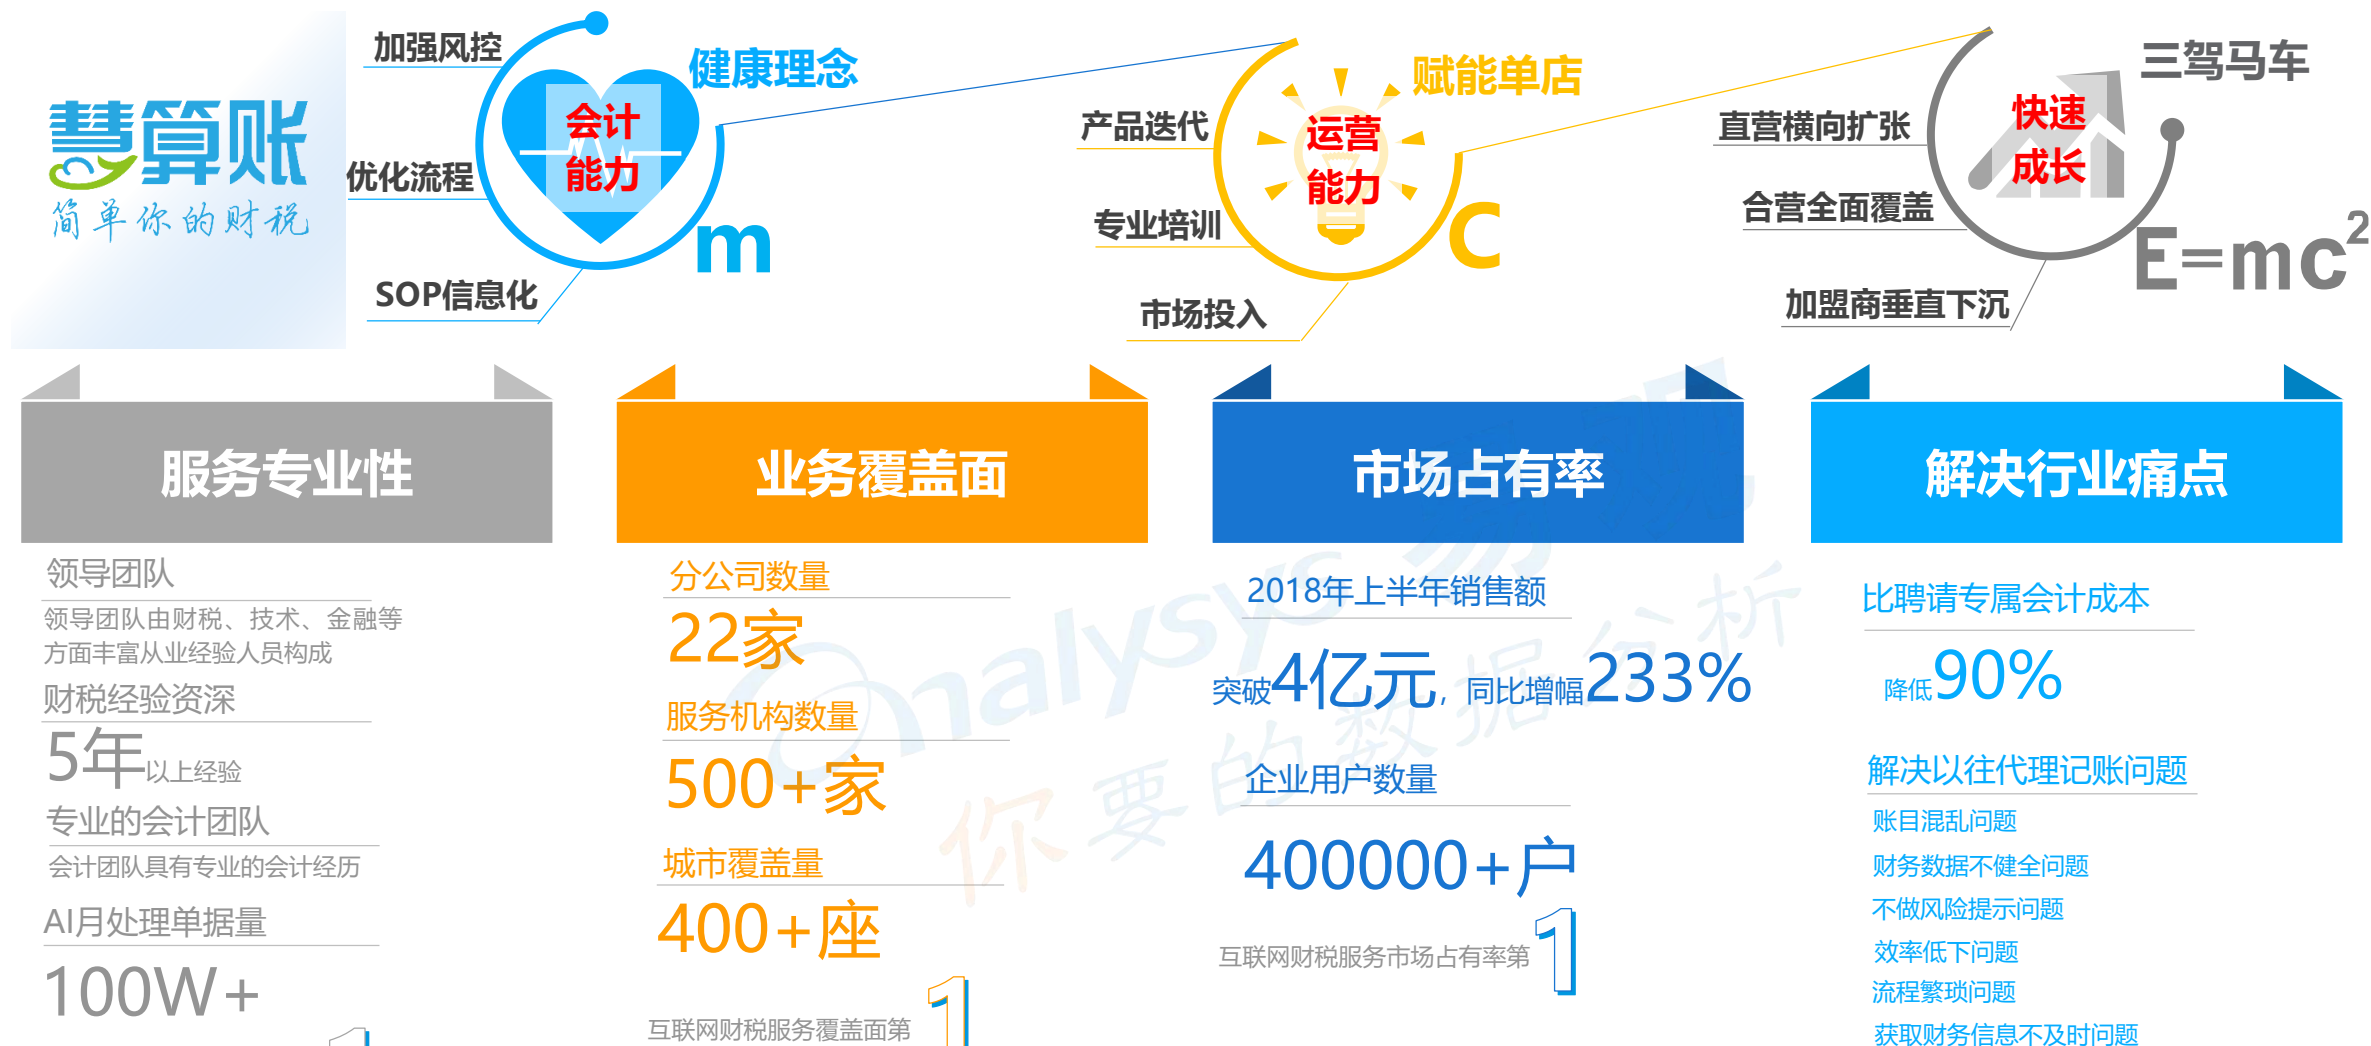 慧算账
简单你的财税
加强风控
优化流程
SOP信息化
会计
能力
健康理念
m
产品迭代
专业培训
市场投入
运营
能力
赋能单店
C
直营横向扩张
合营全面覆盖
加盟商垂直下沉
快速
成长
三驾马车
E=mc²
服务专业性
领导团队
领导团队由财税、技术、金融等
方面丰富从业经验人员构成
财税经验资深
5年以上经验
专业的会计团队
会计团队具有专业的会计经历
AI月处理单据量
100W+
1
业务覆盖面
分公司数量
22家
服务机构数量
500+家
城市覆盖量
400+座
互联网财税服务覆盖面第1
市场占有率
2018年上半年销售额
突破4亿元，同比增幅233%
企业用户数量
400000+户
互联网财税服务市场占有率第1
解决行业痛点
比聘请专属会计成本
降低90%
解决以往代理记账问题
账目混乱问题
财务数据不健全问题
不做风险提示问题
效率低下问题
流程繁琐问题
获取财务信息不及时问题
analysys 易观
你要的数据分析